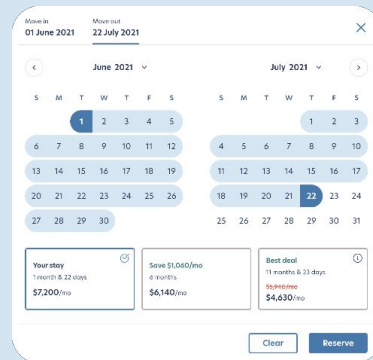 Move in
Move out
01 June 2021
22 July 2021
June 2021
July 2021
S M T W T F S
S M T W T F S
1 2 3 4 5
1 2 3
6 7 8 9 10 11 12
4 5 6 7 8 9 10
13 14 15 16 17 18 19
11 12 13 14 15 16 17
20 21 22 23 24 25 26
18 19 20 21 22 23 24
27 28 29 30
25 26 27 28 29 30 31
Your stay
1 month & 22 days
$7,200/mo
Save $1,060/mo
6 months
$6,140/mo
Best deal
11 months & 23 days
$5,940/mo
$4,630/mo
Clear
Reserve